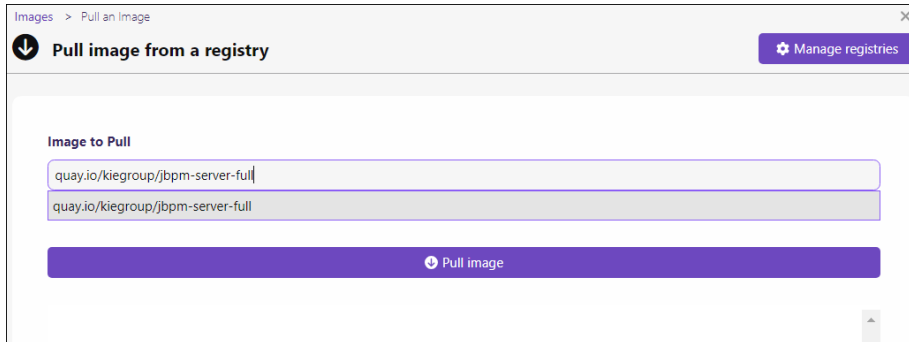 Images > Pull an Image
Pull image from a registry
Manage registries
Image to Pull
quay.io/kiegroup/jbpm-server-full
quay.io/kiegroup/jbpm-server-full
Pull image